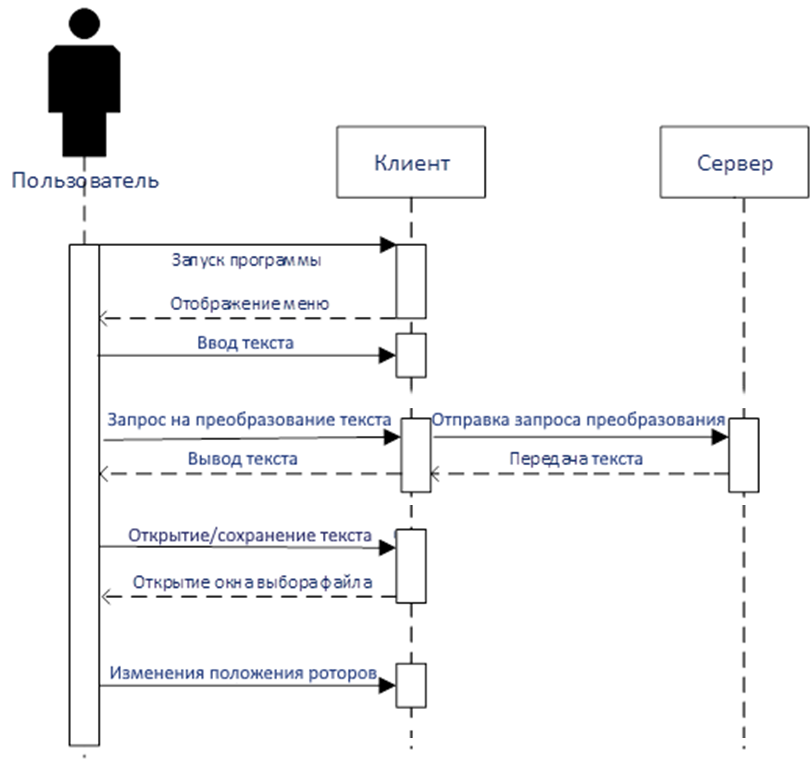 Пользователь
Клиент
Сервер
Запуск программы
Отображение меню
Ввод текста
Запрос на преобразование текста
Отправка запроса преобразования
Вывод текста
Передача текста
Открытие/сохранение текста
Открытие окна выбора файла
Изменения положения роторов